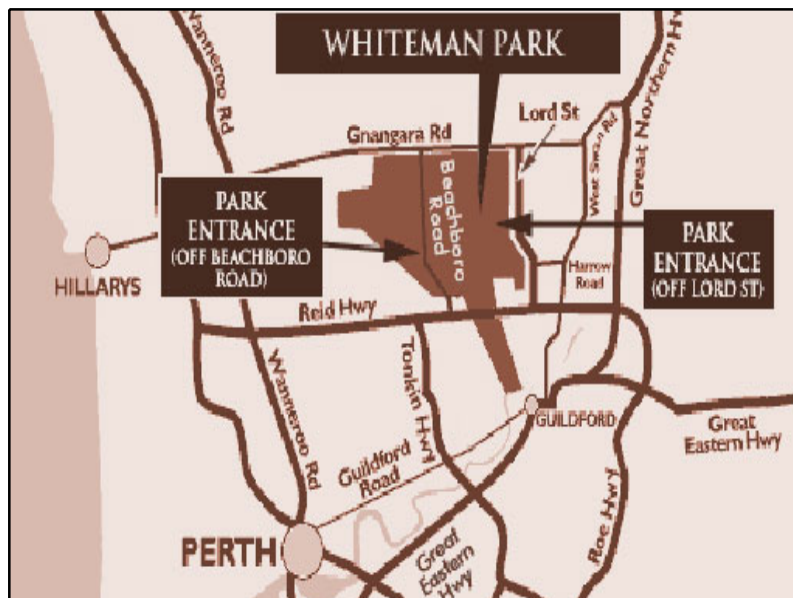 WHITEMAN PARK
Wanneroo
Rd
Great Northern Hwy
Lord St
Gnangara Rd
West Swan Rd
Beachboro
Road
PARK
ENTRANCE
(OFF BEACHBORO
ROAD)
PARK
ENTRANCE
(OFF LORD ST)
HILLARYS
Harrow
Road
Reid Hwy
Wanneroo Rd
Tonkin Hwy
Guildford
Road
GUILDFORD
Great
Eastern Hwy
Roe Hwy
PERTH
Great
Eastern
Hwy